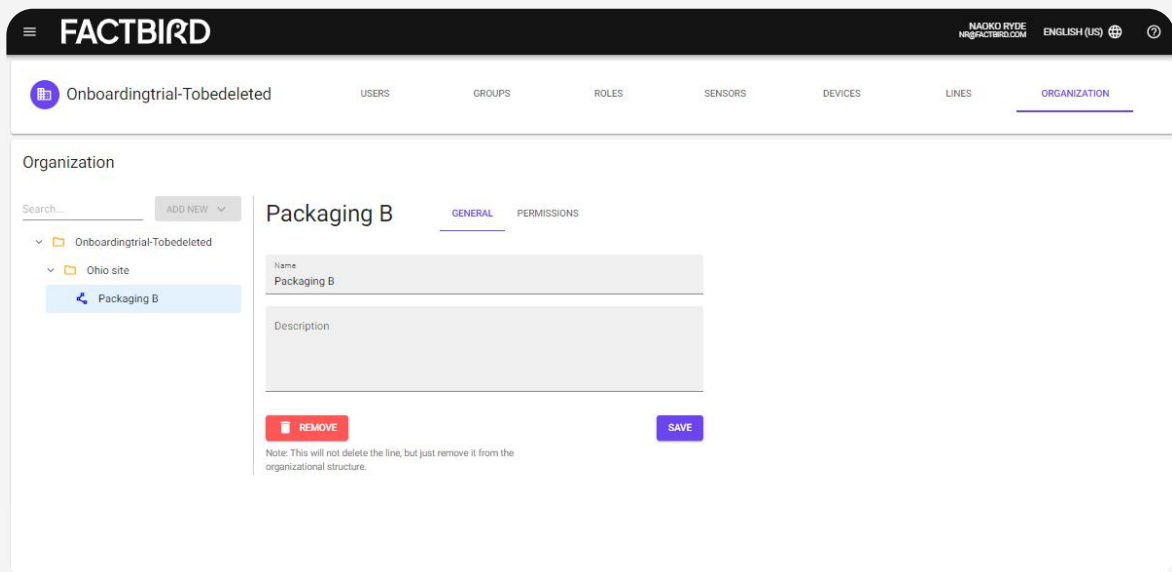 FACTBIRD
NAOKO RYDE
NR@FACTBIRD.COM
ENGLISH (US)
Onboardingtrial-Tobedeleted
USERS
GROUPS
ROLES
SENSORS
DEVICES
LINES
ORGANIZATION
Organization
Search...
ADD NEW
Onboardingtrial-Tobedeleted
Ohio site
Packaging B
Packaging B
GENERAL
PERMISSIONS
Name
Packaging B
Description
REMOVE
SAVE
Note: This will not delete the line, but just remove it from the
organizational structure.